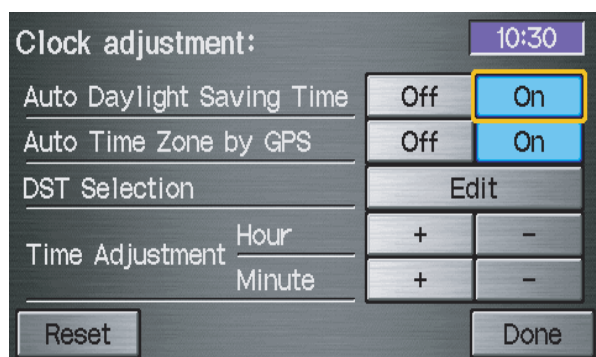 Clock adjustment: 10:30
Auto Daylight Saving Time Off On
Auto Time Zone by GPS Off On
DST Selection Edit
Time Adjustment Hour + −
Minute + −
Reset Done